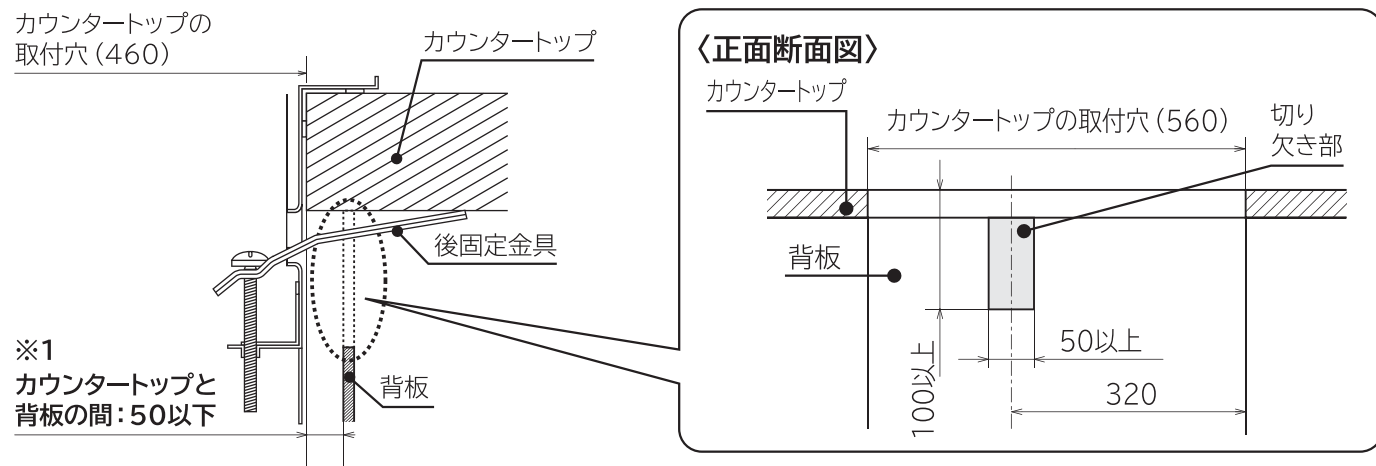 カウンタートップの
取付穴（460）
カウンタートップ
後固定金具
※1
カウンタートップと
背板の間：50以下
背板
〈正面断面図〉
カウンタートップ
カウンタートップの取付穴（560）
切り
欠き部
背板
100以上
50以上
320